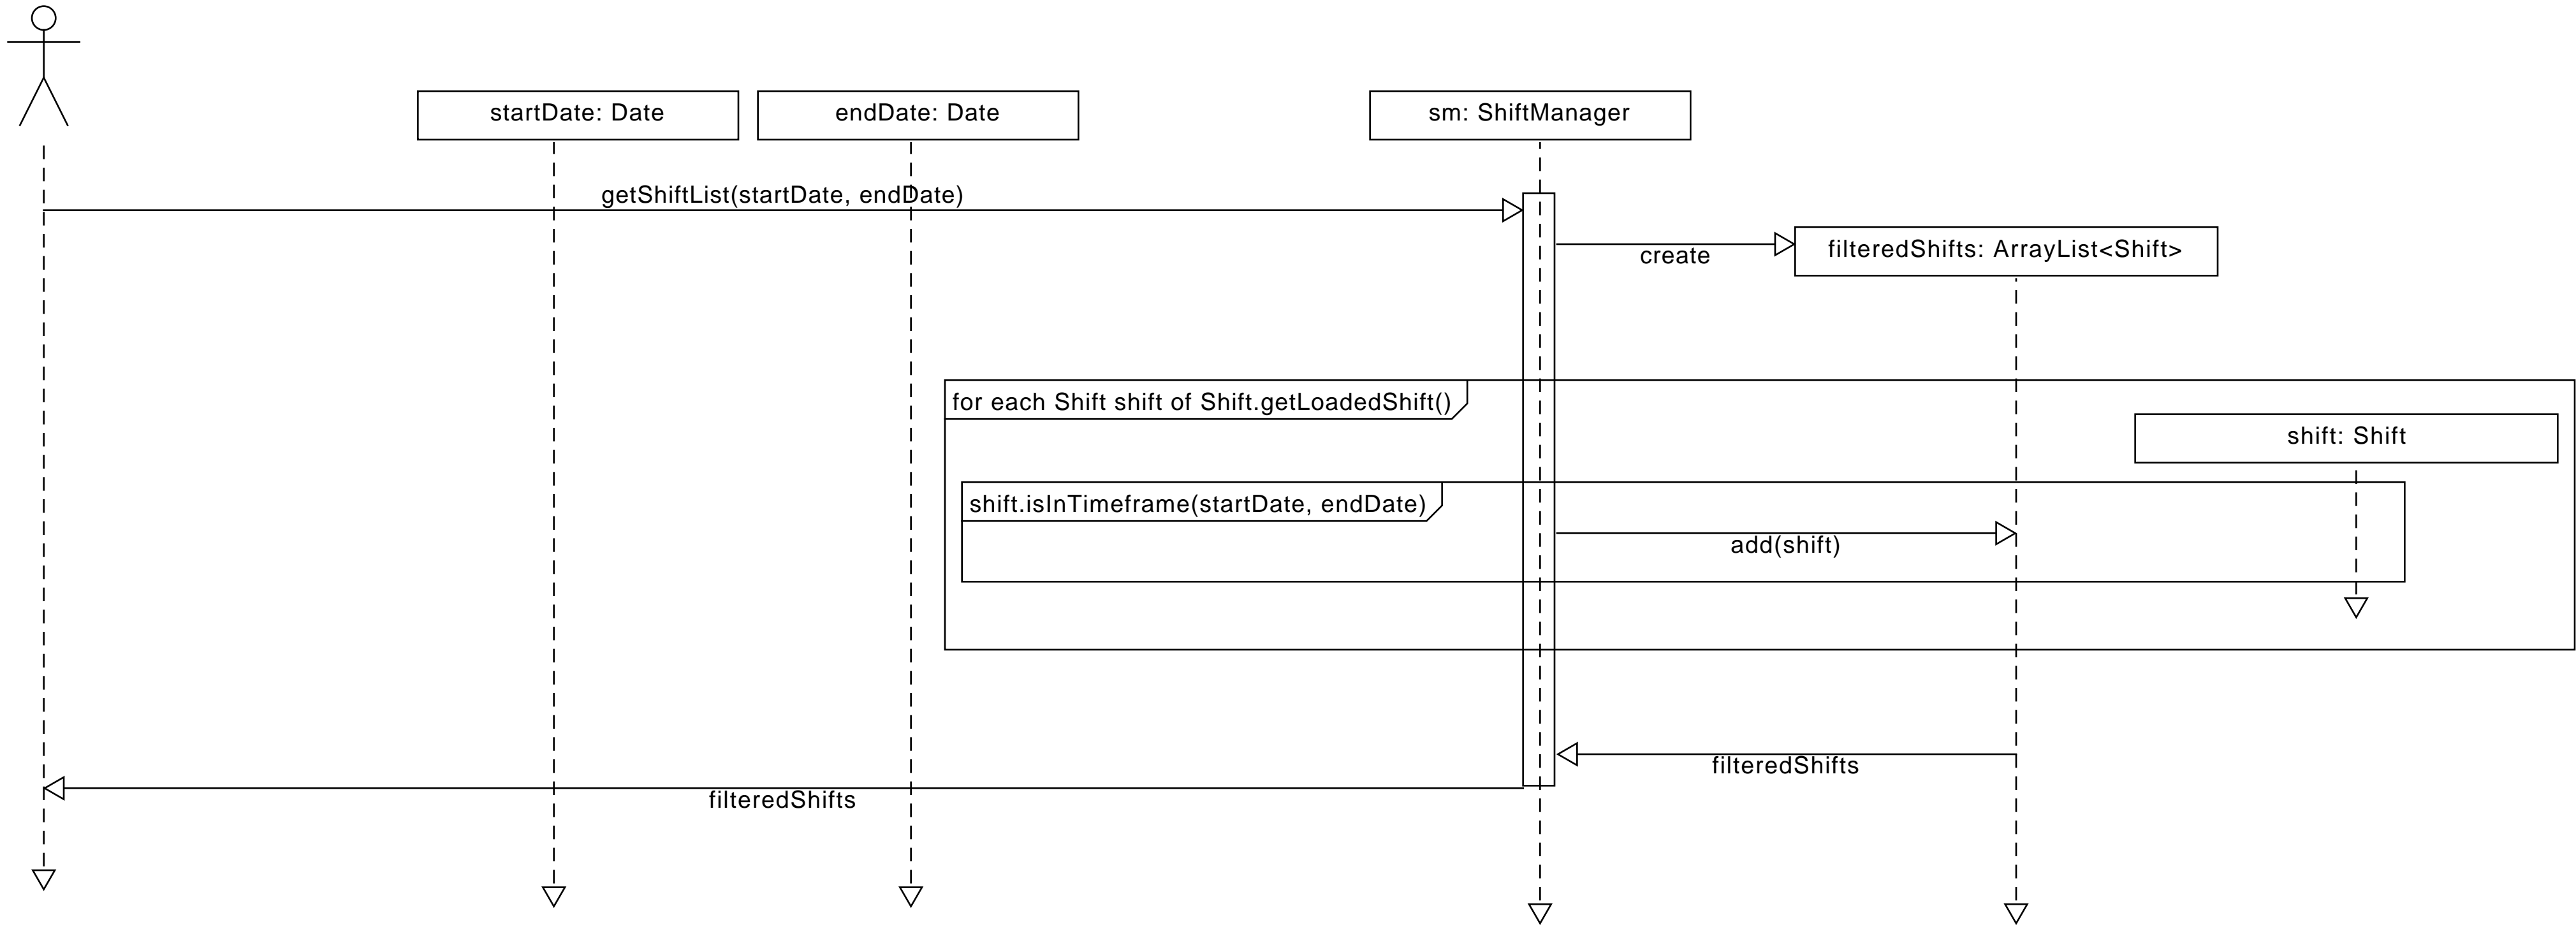 startDate: Date
endDate: Date
sm: ShiftManager
getShiftList(startDate, endDate)
create
filteredShifts: ArrayList<Shift>
for each Shift shift of Shift.getLoadedShift()
shift: Shift
shift.isInTimeframe(startDate, endDate)
add(shift)
filteredShifts
filteredShifts